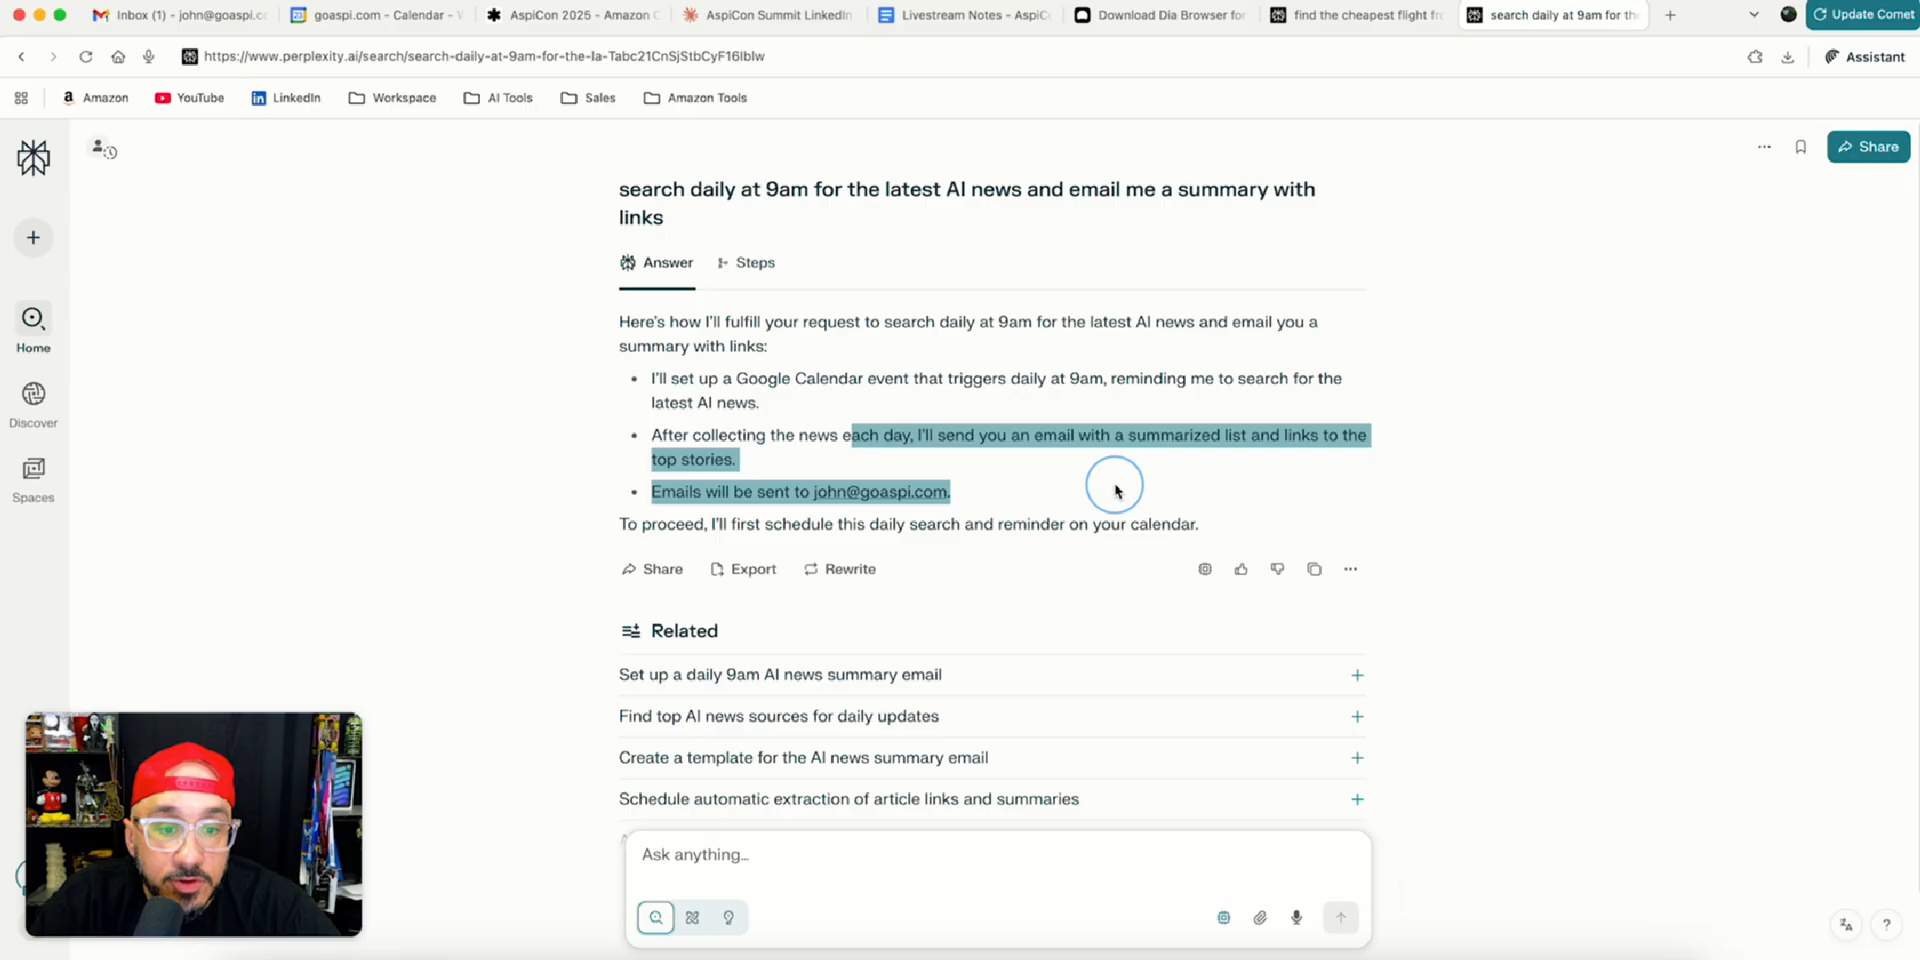 Inbox (1) - john@goaspi.c
goaspi.com - Calendar -
AspiCon 2025 - Amazon
AspiCon Summit LinkedIn
Livestream Notes - AspiC
Download Dia Browser for
find the cheapest flight fr
search daily at 9am for th
Update Comet
https://www.perplexity.ai/search/search-daily-at-9am-for-the-la-Tabc21CnSjStbCyF16IbIw
Assistant
Amazon
YouTube
LinkedIn
Workspace
AI Tools
Sales
Amazon Tools
Share
Home
Discover
Spaces
search daily at 9am for the latest AI news and email me a summary with
links
Answer
Steps
Here's how I'll fulfill your request to search daily at 9am for the latest AI news and email you a
summary with links:
• I'll set up a Google Calendar event that triggers daily at 9am, reminding me to search for the
latest AI news.
• After collecting the news each day, I'll send you an email with a summarized list and links to the
top stories.
• Emails will be sent to john@goaspi.com.
To proceed, I'll first schedule this daily search and reminder on your calendar.
Share
Export
Rewrite
Related
Set up a daily 9am AI news summary email
Find top AI news sources for daily updates
Create a template for the AI news summary email
Schedule automatic extraction of article links and summaries
Ask anything...
?